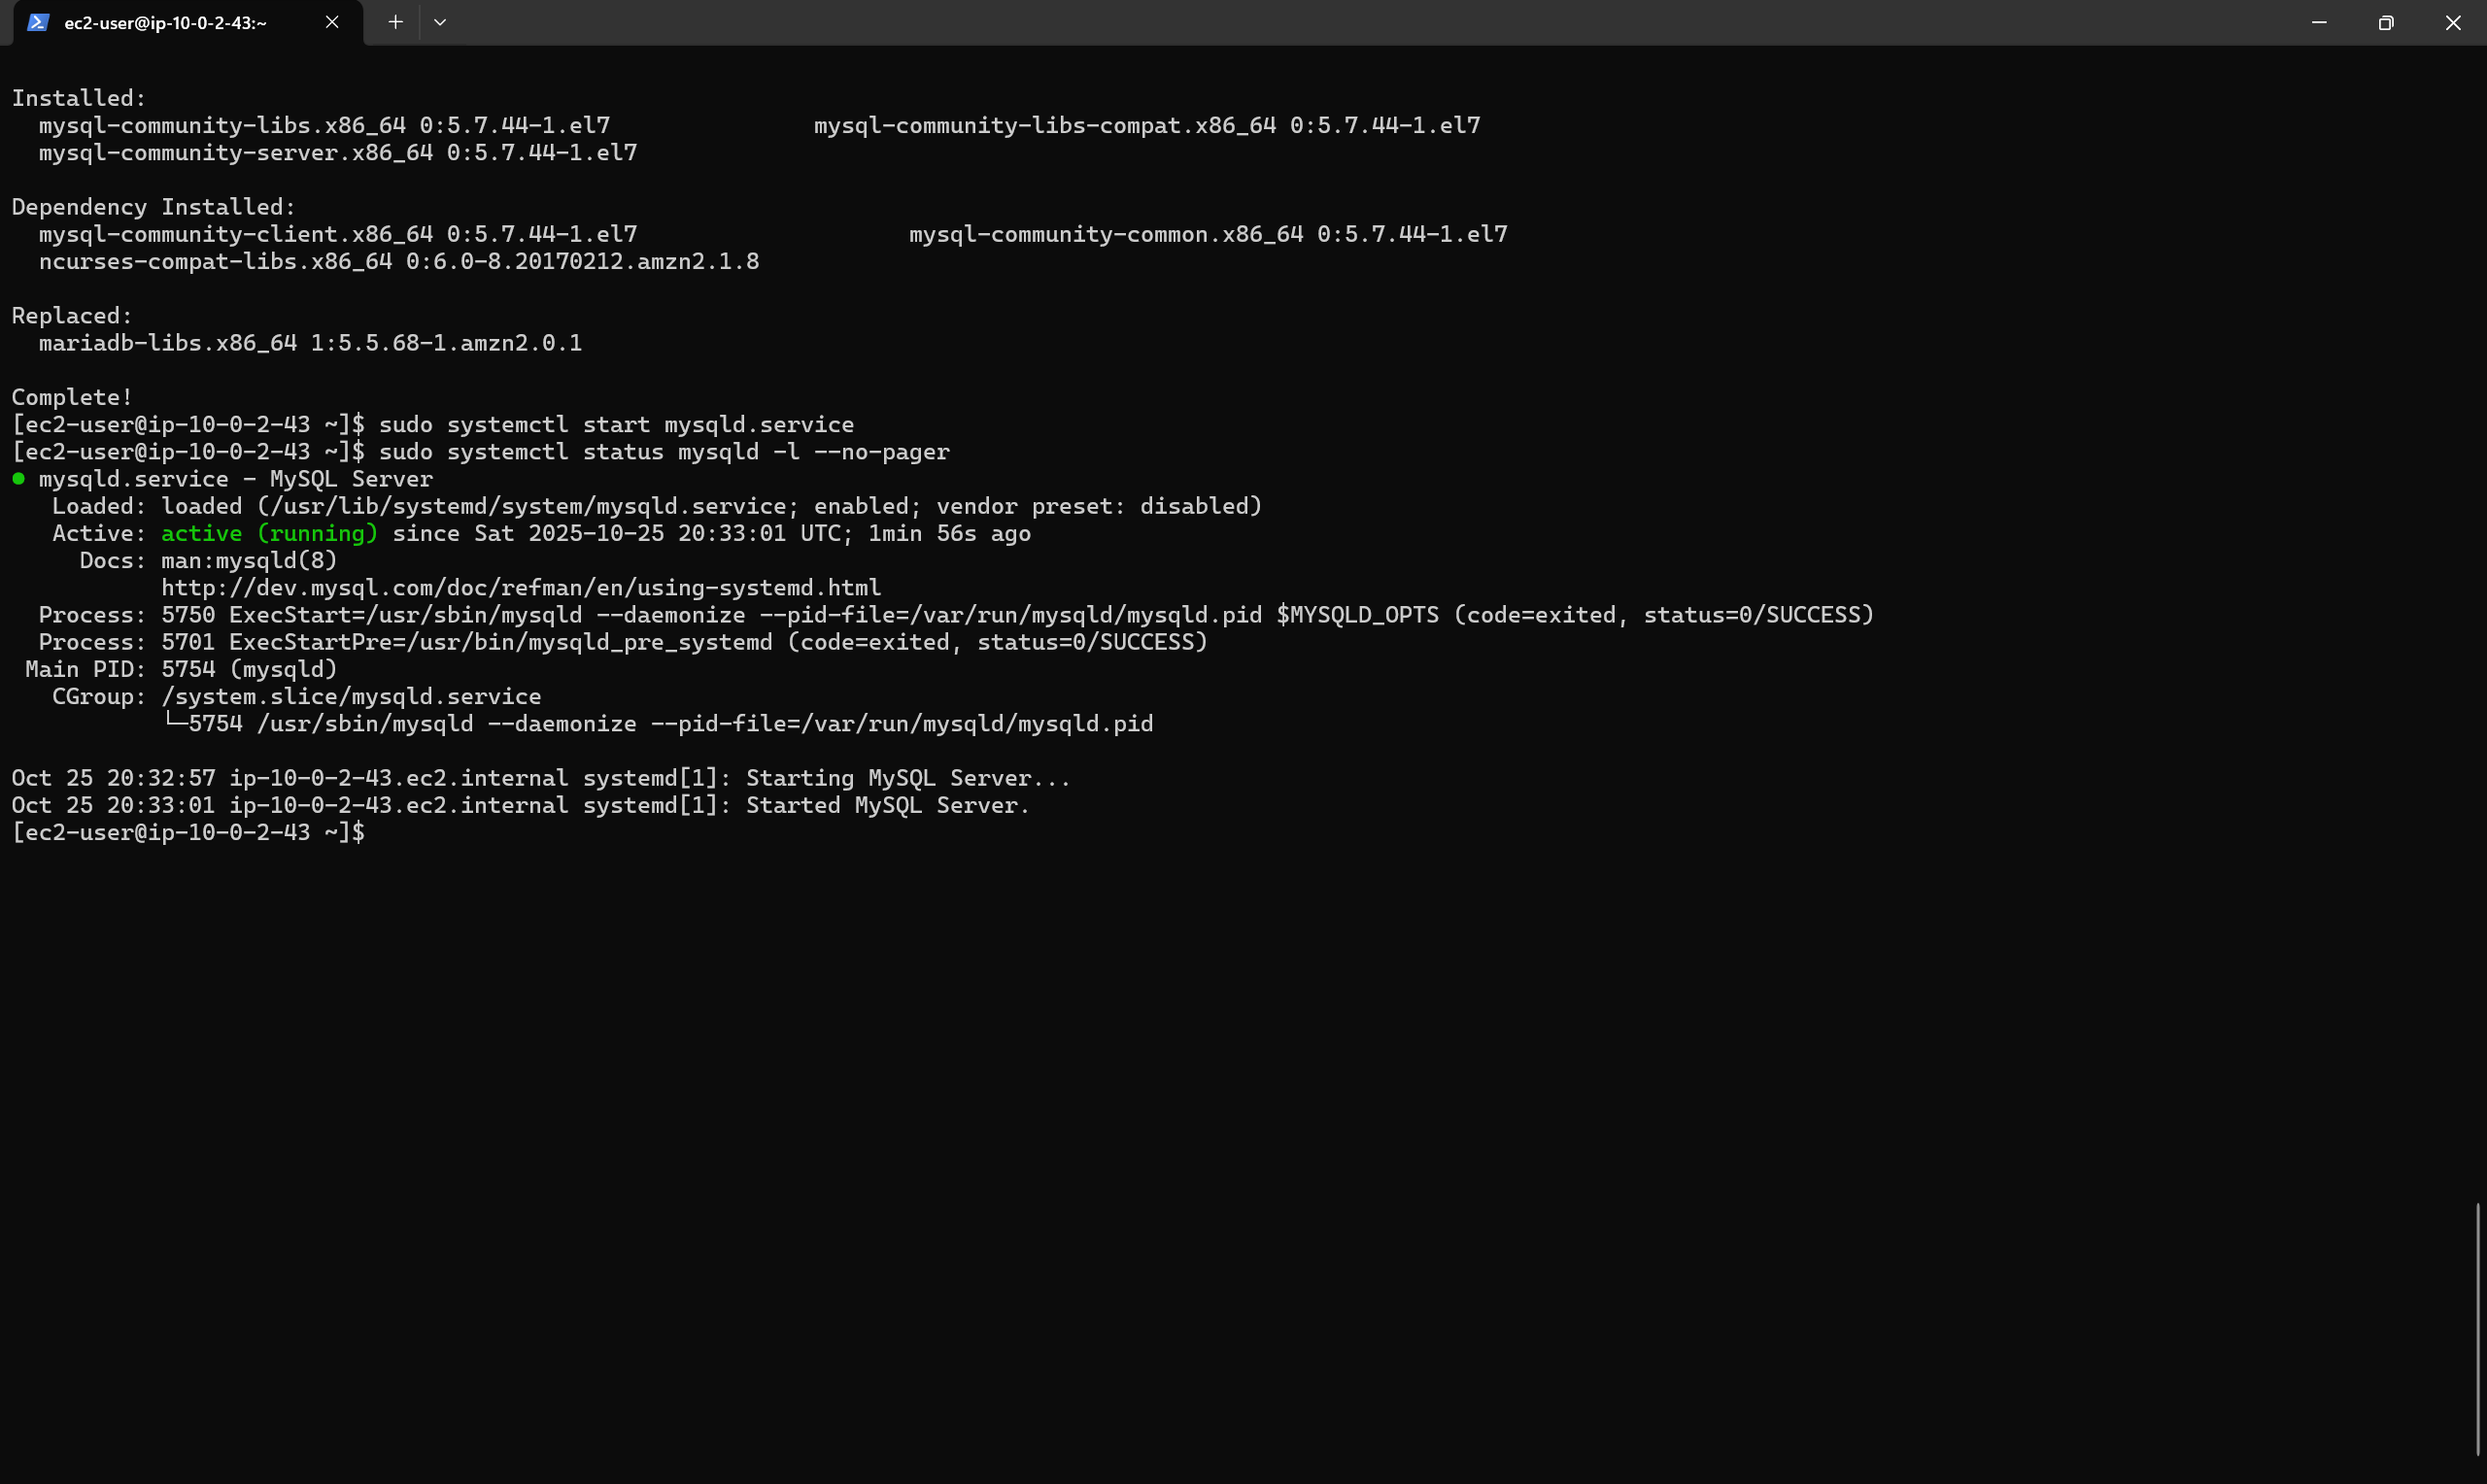 ec2-user@ip-10-0-2-43:~
Installed:
  mysql-community-libs.x86_64 0:5.7.44-1.el7               mysql-community-libs-compat.x86_64 0:5.7.44-1.el7
  mysql-community-server.x86_64 0:5.7.44-1.el7
Dependency Installed:
  mysql-community-client.x86_64 0:5.7.44-1.el7                    mysql-community-common.x86_64 0:5.7.44-1.el7
  ncurses-compat-libs.x86_64 0:6.0-8.20170212.amzn2.1.8
Replaced:
  mariadb-libs.x86_64 1:5.5.68-1.amzn2.0.1
Complete!
[ec2-user@ip-10-0-2-43 ~]$ sudo systemctl start mysqld.service
[ec2-user@ip-10-0-2-43 ~]$ sudo systemctl status mysqld -l --no-pager
● mysqld.service - MySQL Server
   Loaded: loaded (/usr/lib/systemd/system/mysqld.service; enabled; vendor preset: disabled)
   Active: active (running) since Sat 2025-10-25 20:33:01 UTC; 1min 56s ago
     Docs: man:mysqld(8)
           http://dev.mysql.com/doc/refman/en/using-systemd.html
  Process: 5750 ExecStart=/usr/sbin/mysqld --daemonize --pid-file=/var/run/mysqld/mysqld.pid $MYSQLD_OPTS (code=exited, status=0/SUCCESS)
  Process: 5701 ExecStartPre=/usr/bin/mysqld_pre_systemd (code=exited, status=0/SUCCESS)
 Main PID: 5754 (mysqld)
   CGroup: /system.slice/mysqld.service
           └─5754 /usr/sbin/mysqld --daemonize --pid-file=/var/run/mysqld/mysqld.pid
Oct 25 20:32:57 ip-10-0-2-43.ec2.internal systemd[1]: Starting MySQL Server...
Oct 25 20:33:01 ip-10-0-2-43.ec2.internal systemd[1]: Started MySQL Server.
[ec2-user@ip-10-0-2-43 ~]$